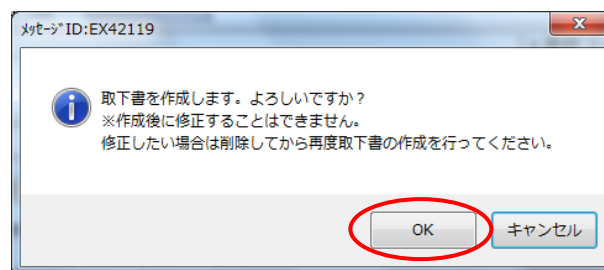 ﾒｯｾｰｼﾞID:EX42119
取下書を作成します。よろしいですか？
※作成後に修正することはできません。
修正したい場合は削除してから再度取下書の作成を行ってください。
OK
キャンセル